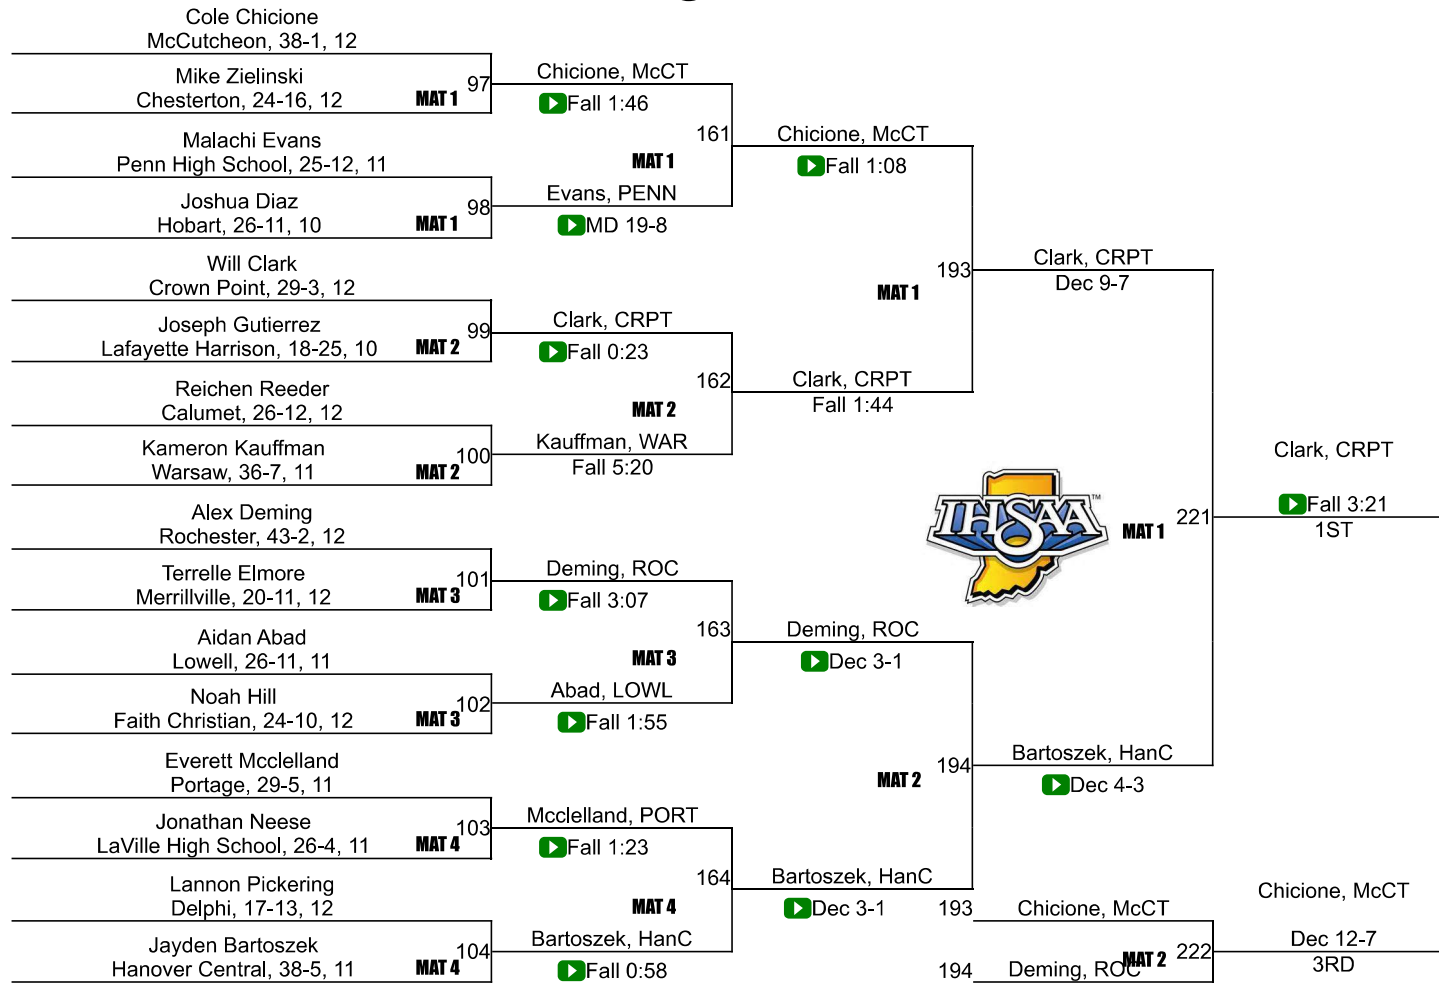 Cole Chicione
McCutcheon, 38-1, 12
Mike Zielinski
Chesterton, 24-16, 12
MAT 1
97
Malachi Evans
Penn High School, 25-12, 11
Joshua Diaz
Hobart, 26-11, 10
MAT 1
98
Will Clark
Crown Point, 29-3, 12
Joseph Gutierrez
Lafayette Harrison, 18-25, 10
MAT 2
99
Reichen Reeder
Calumet, 26-12, 12
Kameron Kauffman
Warsaw, 36-7, 11
MAT 2
100
Alex Deming
Rochester, 43-2, 12
Terrelle Elmore
Merrillville, 20-11, 12
MAT 3
101
Aidan Abad
Lowell, 26-11, 11
Noah Hill
Faith Christian, 24-10, 12
MAT 3
102
Everett Mcclelland
Portage, 29-5, 11
Jonathan Neese
LaVille High School, 26-4, 11
MAT 4
103
Lannon Pickering
Delphi, 17-13, 12
Jayden Bartoszek
Hanover Central, 38-5, 11
MAT 4
104
Chicione, McCT
Fall 1:46
161
MAT 1
Evans, PENN
MD 19-8
Clark, CRPT
Fall 0:23
162
MAT 2
Kauffman, WAR
Fall 5:20
Deming, ROC
Fall 3:07
163
MAT 3
Abad, LOWL
Fall 1:55
Mcclelland, PORT
Fall 1:23
164
MAT 4
Bartoszek, HanC
Fall 0:58
Chicione, McCT
Fall 1:08
193
MAT 1
Clark, CRPT
Fall 1:44
Deming, ROC
Dec 3-1
194
MAT 2
Bartoszek, HanC
Dec 3-1
Clark, CRPT
Dec 9-7
IHSAA™
MAT 1
221
Bartoszek, HanC
Dec 4-3
Clark, CRPT
Fall 3:21
1ST
193
Chicione, McCT
194
Deming, ROC
MAT 2
222
Chicione, McCT
Dec 12-7
3RD